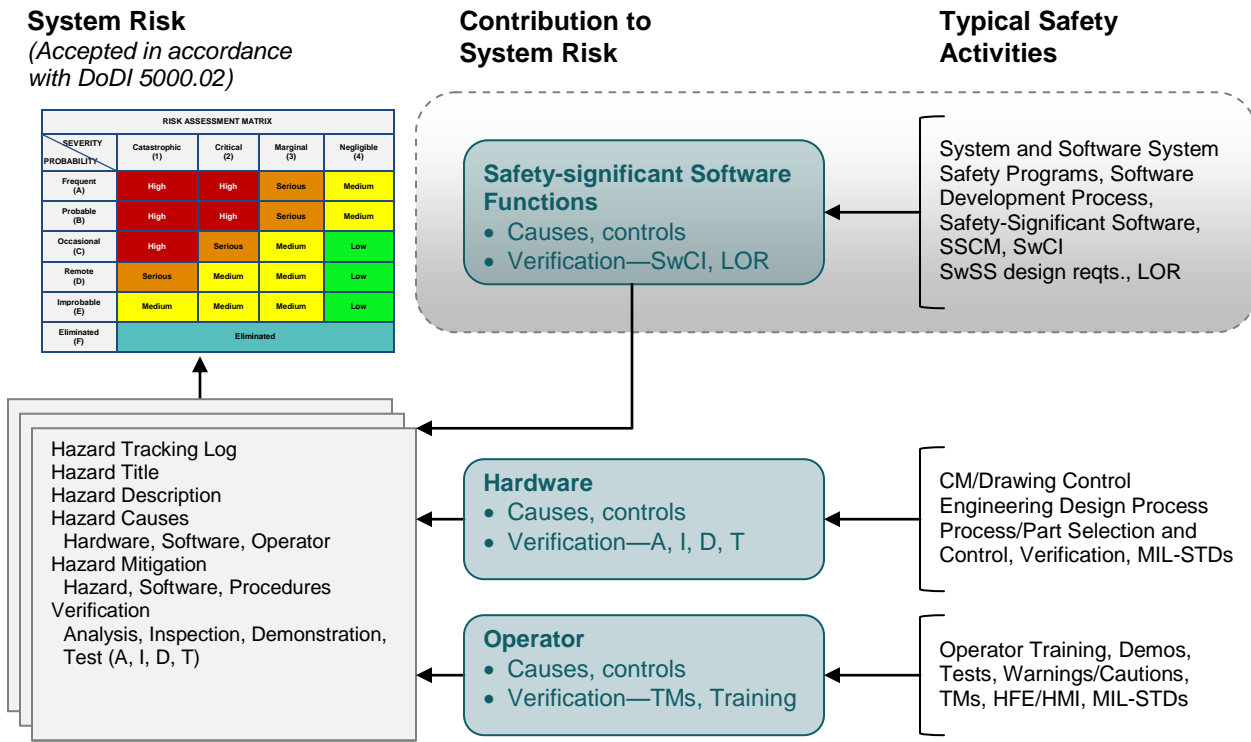 System Risk
(Accepted in accordance
with DoDI 5000.02)
Contribution to
System Risk
Typical Safety
Activities
RISK ASSESSMENT MATRIX
SEVERITY
PROBABILITY
Catastrophic
(1)
Critical
(2)
Marginal
(3)
Negligible
(4)
Frequent
(A)
High
High
Serious
Medium
Probable
(B)
High
High
Serious
Medium
Occasional
(C)
High
Serious
Medium
Low
Remote
(D)
Serious
Medium
Medium
Low
Improbable
(E)
Medium
Medium
Medium
Low
Eliminated
(F)
Eliminated
Safety-significant Software
Functions
• Causes, controls
• Verification—SwCI, LOR
System and Software System
Safety Programs, Software
Development Process,
Safety-Significant Software,
SSCM, SwCI
SwSS design reqts., LOR
Hazard Tracking Log
Hazard Title
Hazard Description
Hazard Causes
Hardware, Software, Operator
Hazard Mitigation
Hazard, Software, Procedures
Verification
Analysis, Inspection, Demonstration,
Test (A, I, D, T)
Hardware
• Causes, controls
• Verification—A, I, D, T
CM/Drawing Control
Engineering Design Process
Process/Part Selection and
Control, Verification, MIL-STDs
Operator
• Causes, controls
• Verification—TMs, Training
Operator Training, Demos,
Tests, Warnings/Cautions,
TMs, HFE/HMI, MIL-STDs